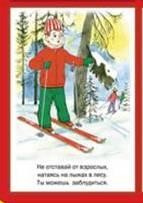 Не отставай от взрослых,
катаясь на лыжах в лесу.
Ты можешь заблудиться.